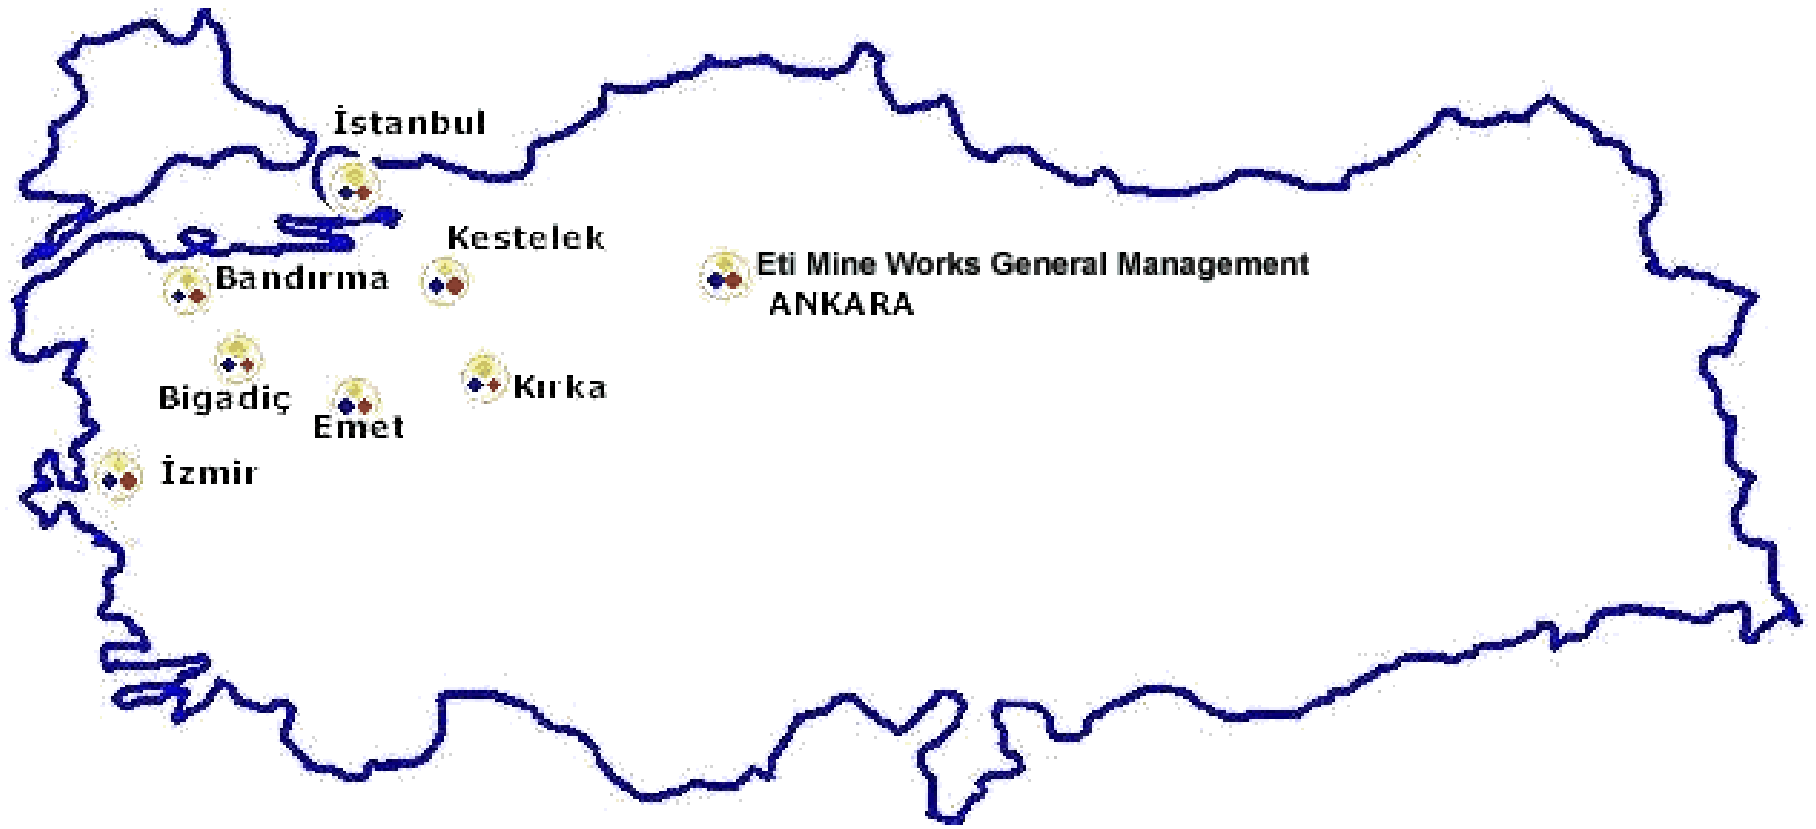 İstanbul
Kestelek
Eti Mine Works General Management
ANKARA
Bandırma
Bigadiç
Emet
Kırka
İzmir